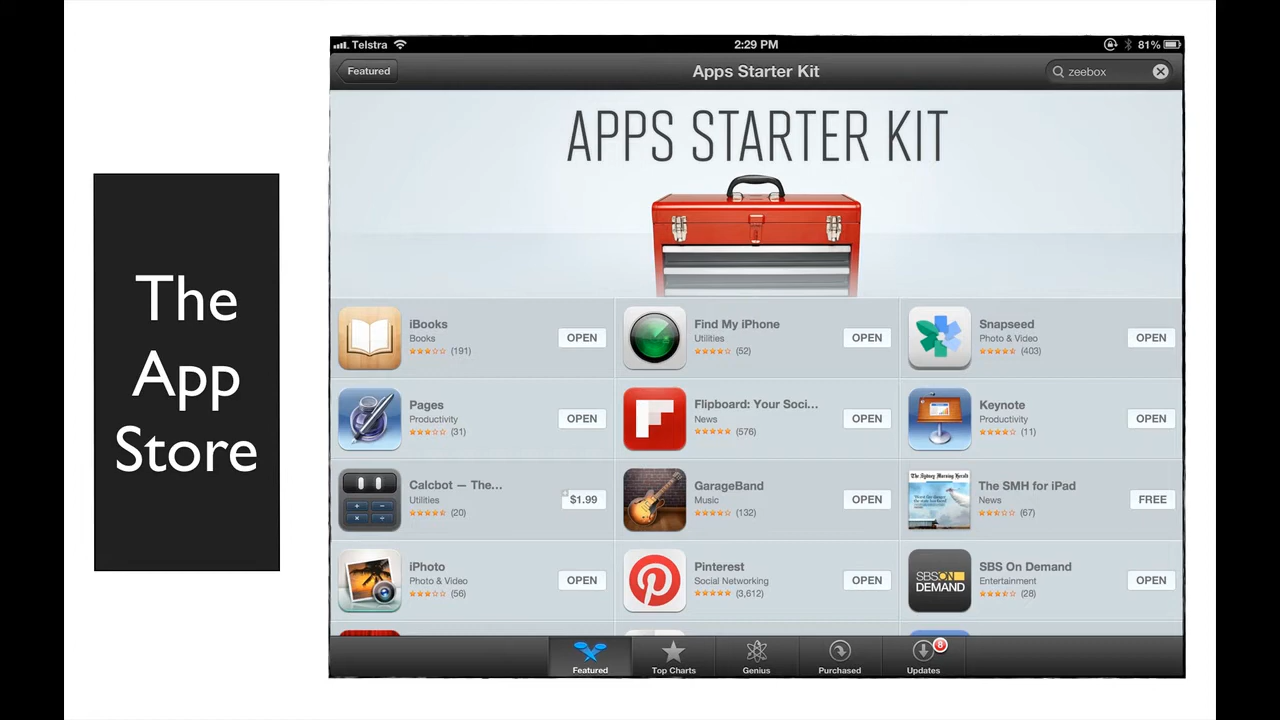 The
App
Store
Telstra
2:29 PM
81%
Featured
Apps Starter Kit
zeebox
APPS STARTER KIT
iBooks
Books
(191)
OPEN
Find My iPhone
Utilities
(52)
OPEN
Snapseed
Photo & Video
(403)
OPEN
Pages
Productivity
(31)
OPEN
Flipboard: Your Soci...
News
(576)
OPEN
Keynote
Productivity
(11)
OPEN
Calcbot — The...
Utilities
(20)
+ $1.99
GarageBand
Music
(132)
OPEN
The Sydney Morning Herald
The SMH for iPad
News
(67)
FREE
iPhoto
Photo & Video
(56)
OPEN
Pinterest
Social Networking
(3,612)
OPEN
SBS ON
DEMAND
SBS On Demand
Entertainment
(28)
OPEN
Featured
Top Charts
Genius
Purchased
Updates
8